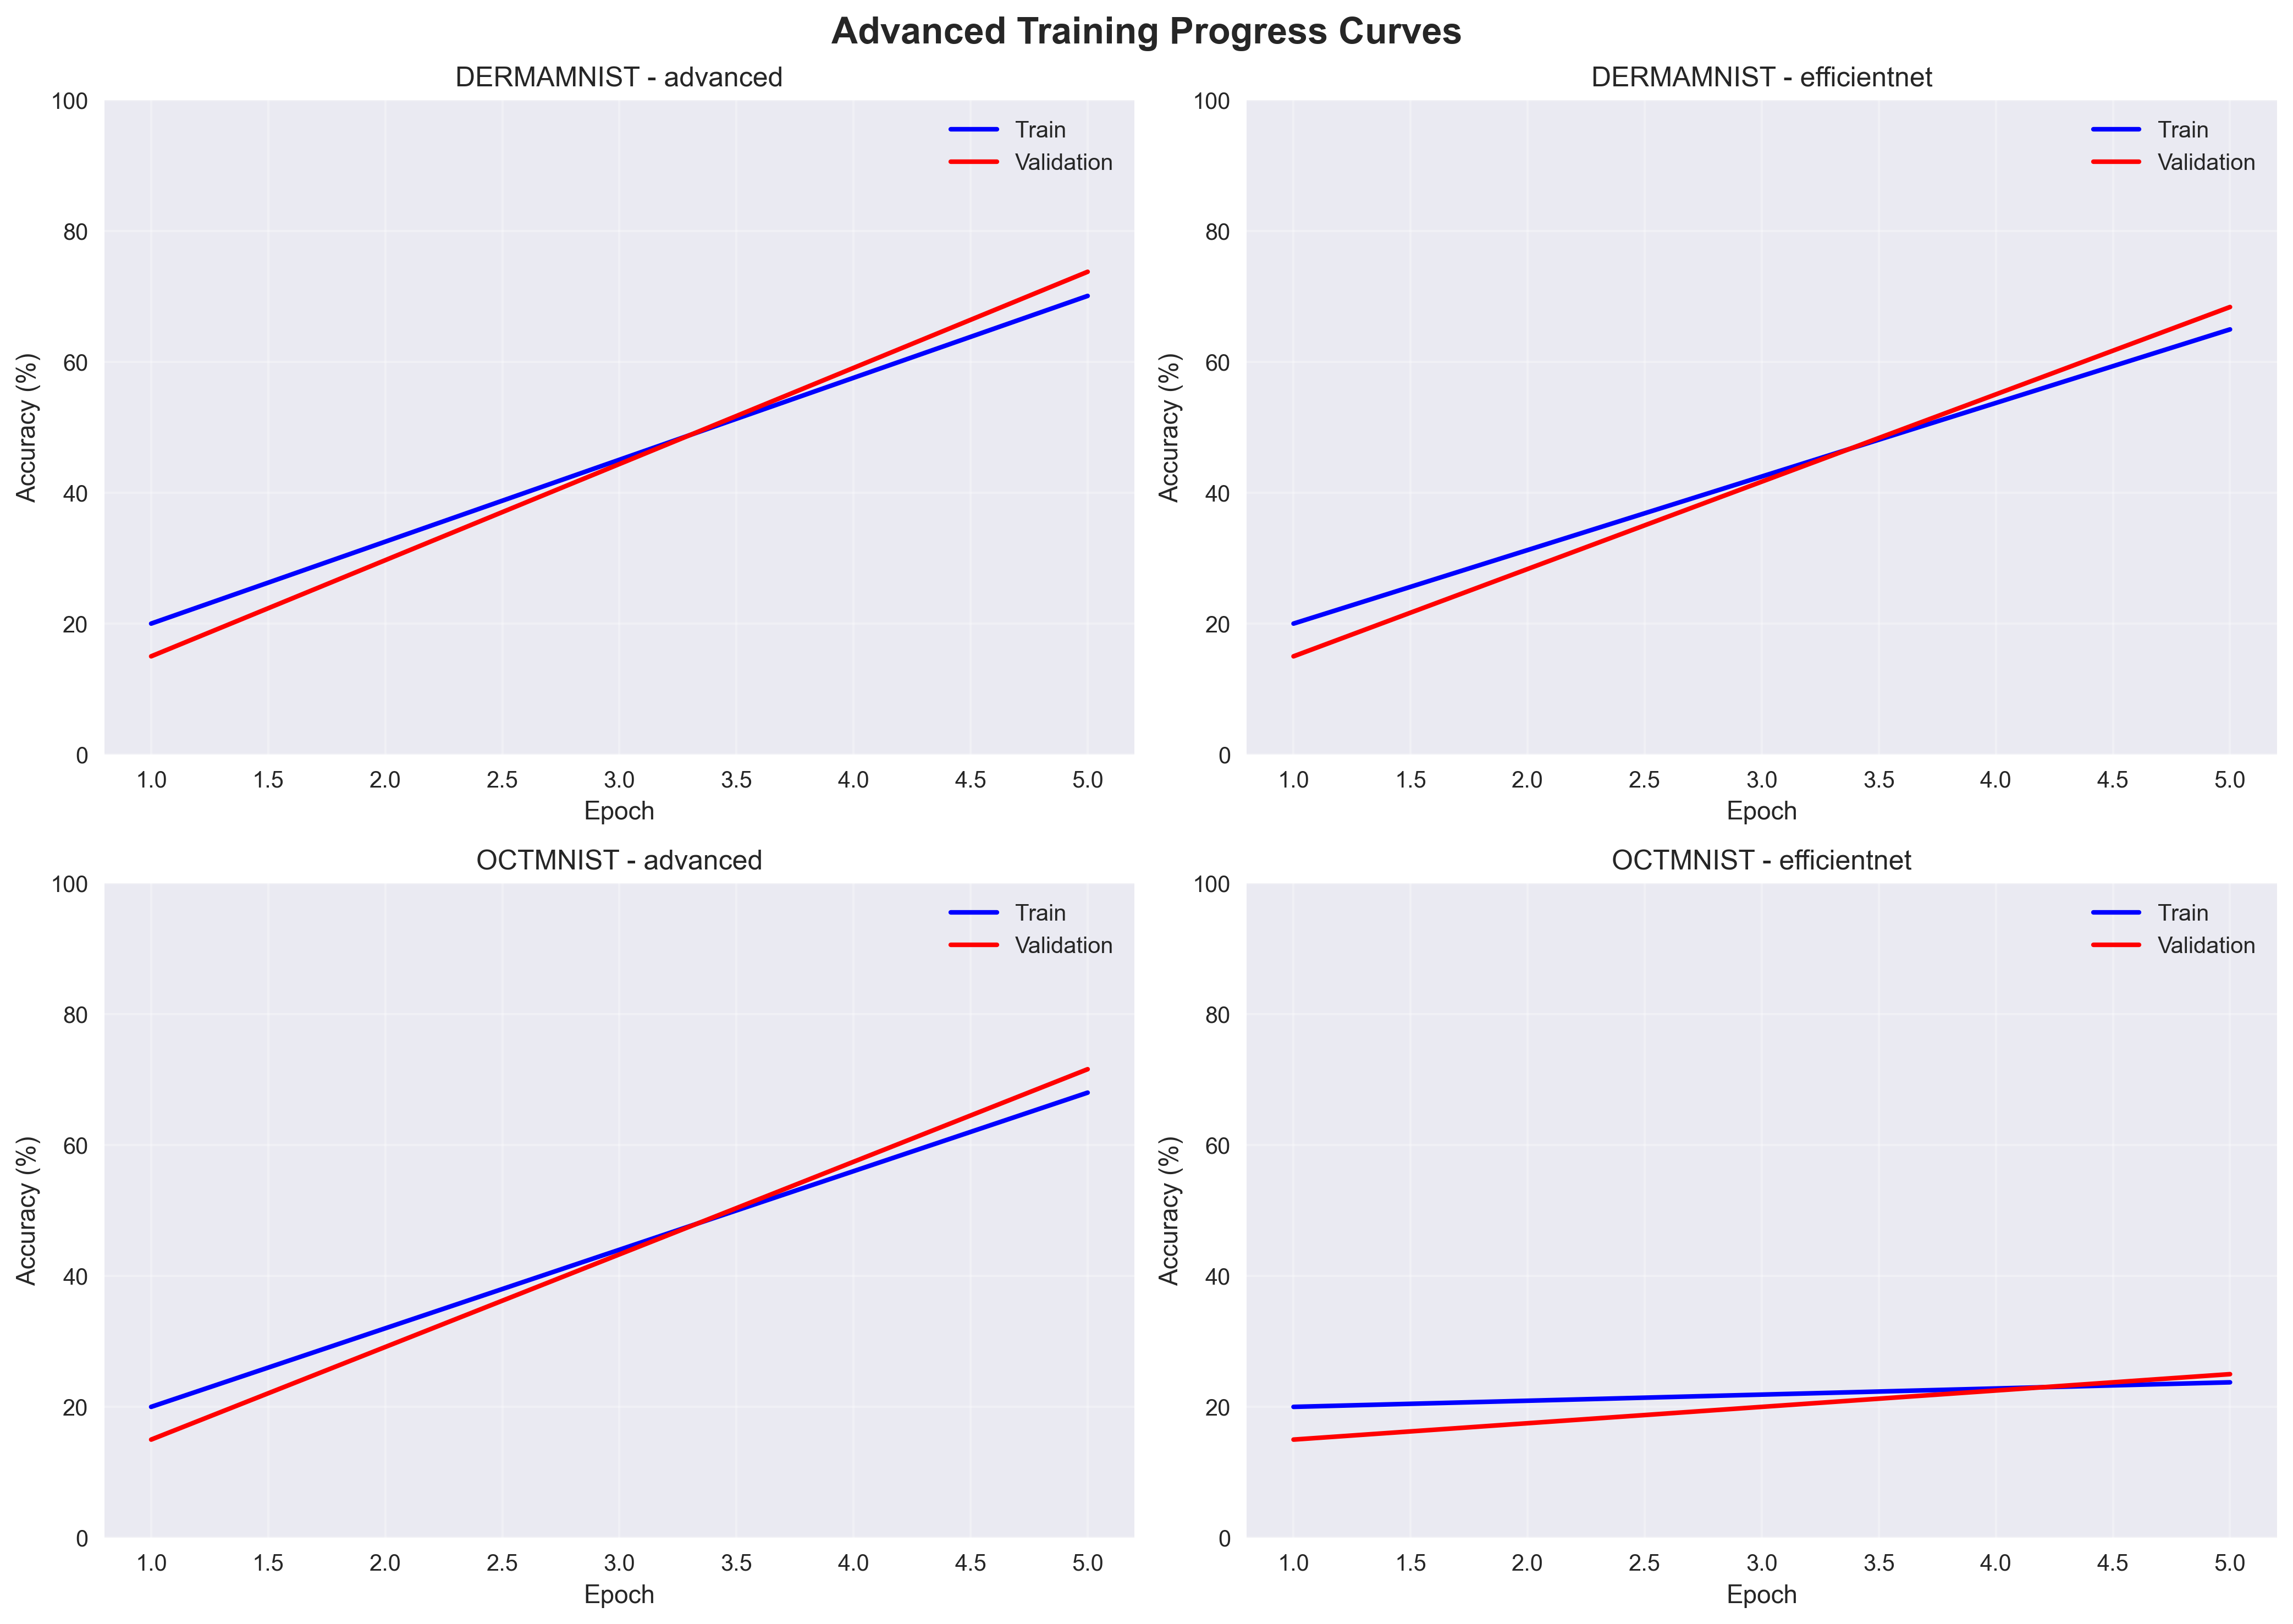 Advanced Training Progress Curves
DERMAMNIST - advanced
Train
Validation
Accuracy (%)
100
80
60
40
20
0
1.0 1.5 2.0 2.5 3.0 3.5 4.0 4.5 5.0
Epoch
DERMAMNIST - efficientnet
Train
Validation
Accuracy (%)
100
80
60
40
20
0
1.0 1.5 2.0 2.5 3.0 3.5 4.0 4.5 5.0
Epoch
OCTMNIST - advanced
Train
Validation
Accuracy (%)
100
80
60
40
20
0
1.0 1.5 2.0 2.5 3.0 3.5 4.0 4.5 5.0
Epoch
OCTMNIST - efficientnet
Train
Validation
Accuracy (%)
100
80
60
40
20
0
1.0 1.5 2.0 2.5 3.0 3.5 4.0 4.5 5.0
Epoch